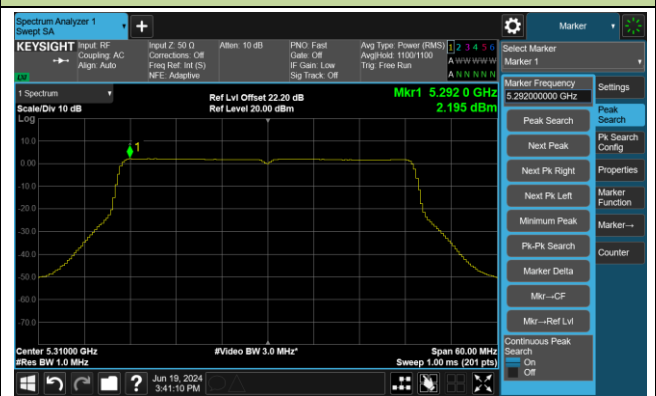 Spectrum Analyzer 1
Swept SA
+
Marker
KEYSIGHT
Input: RF
Coupling: AC
Align: Auto
Input Z: 50 Ω
Corrections: Off
Freq Ref: Int (S)
NFE: Adaptive
Atten: 10 dB
PNO: Fast
Gate: Off
IF Gain: Low
Sig Track: Off
Avg Type: Power (RMS)
Avg|Hold: 1100/1100
Trig: Free Run
1 2 3 4 5 6
A W W W W W
A N N N N N
LXI
Select Marker
Marker 1
1 Spectrum
Scale/Div 10 dB
Log
Ref Lvl Offset 22.20 dB
Ref Level 20.00 dBm
Mkr1 5.292 0 GHz
2.195 dBm
10.0
0.00
-10.0
-20.0
-30.0
-40.0
-50.0
-60.0
-70.0
1
Center 5.31000 GHz
#Res BW 1.0 MHz
#Video BW 3.0 MHz*
Span 60.00 MHz
Sweep 1.00 ms (201 pts)
Marker Frequency
5.292000000 GHz
Peak Search
Next Peak
Next Pk Right
Next Pk Left
Minimum Peak
Pk-Pk Search
Marker Delta
Mkr→CF
Mkr→Ref Lvl
Continuous Peak
Search
On
Off
Settings
Peak
Search
Pk Search
Config
Properties
Marker
Function
Marker→
Counter
?
Jun 19, 2024
3:41:10 PM